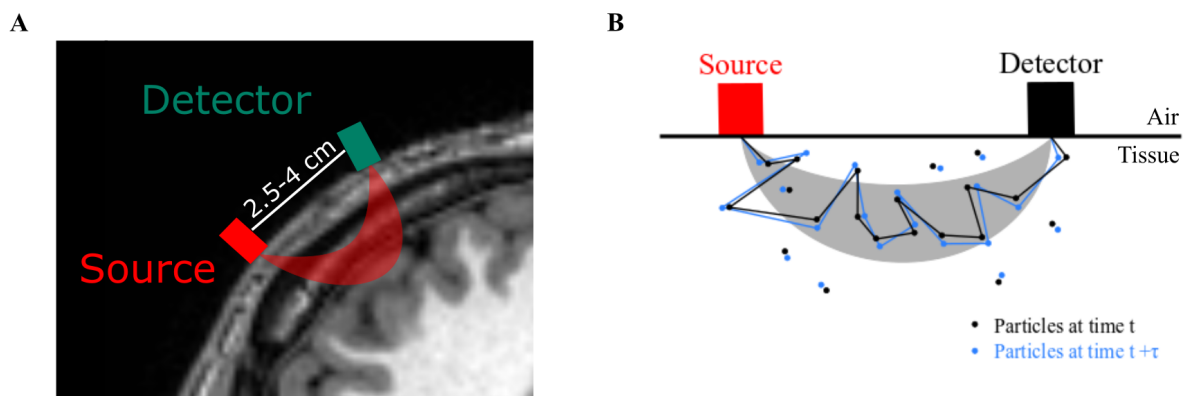 A
Detector
2.5-4 cm
Source
B
Source
Detector
Air
Tissue
Particles at time t
Particles at time t +τ